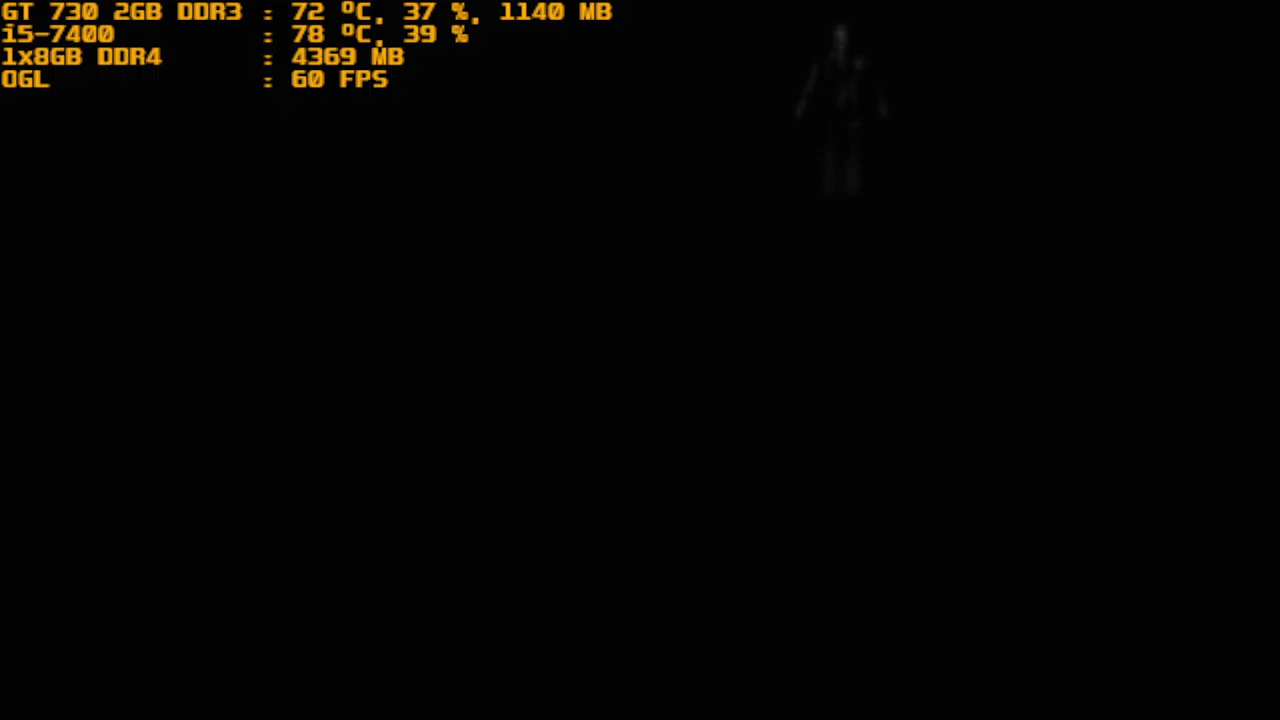 GT 730 2GB DDR3 : 72 ºC, 37 %, 1140 MB
i5-7400 : 78 ºC, 39 %
1x8GB DDR4 : 4369 MB
OGL : 60 FPS